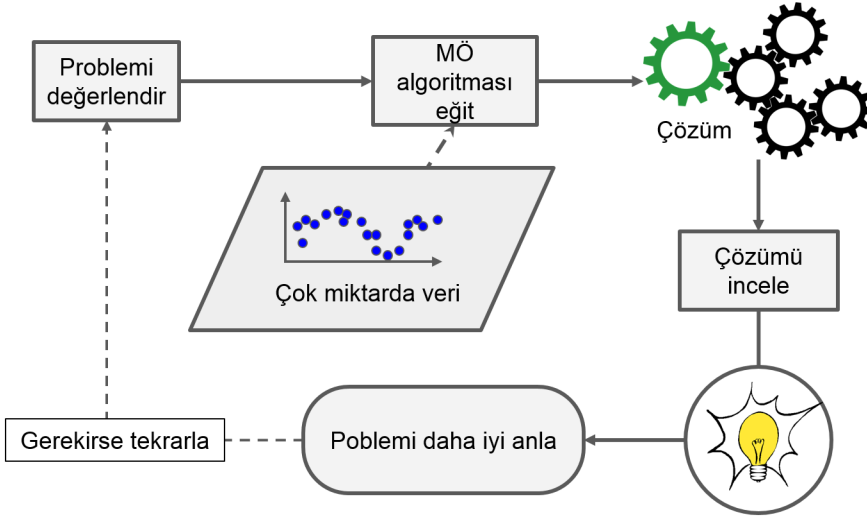 Problemi
değerlendir
MÖ
algoritması
eğit
Çözüm
Çok miktarda veri
Çözümü
incele
Poblemi daha iyi anla
Gerekirse tekrarla